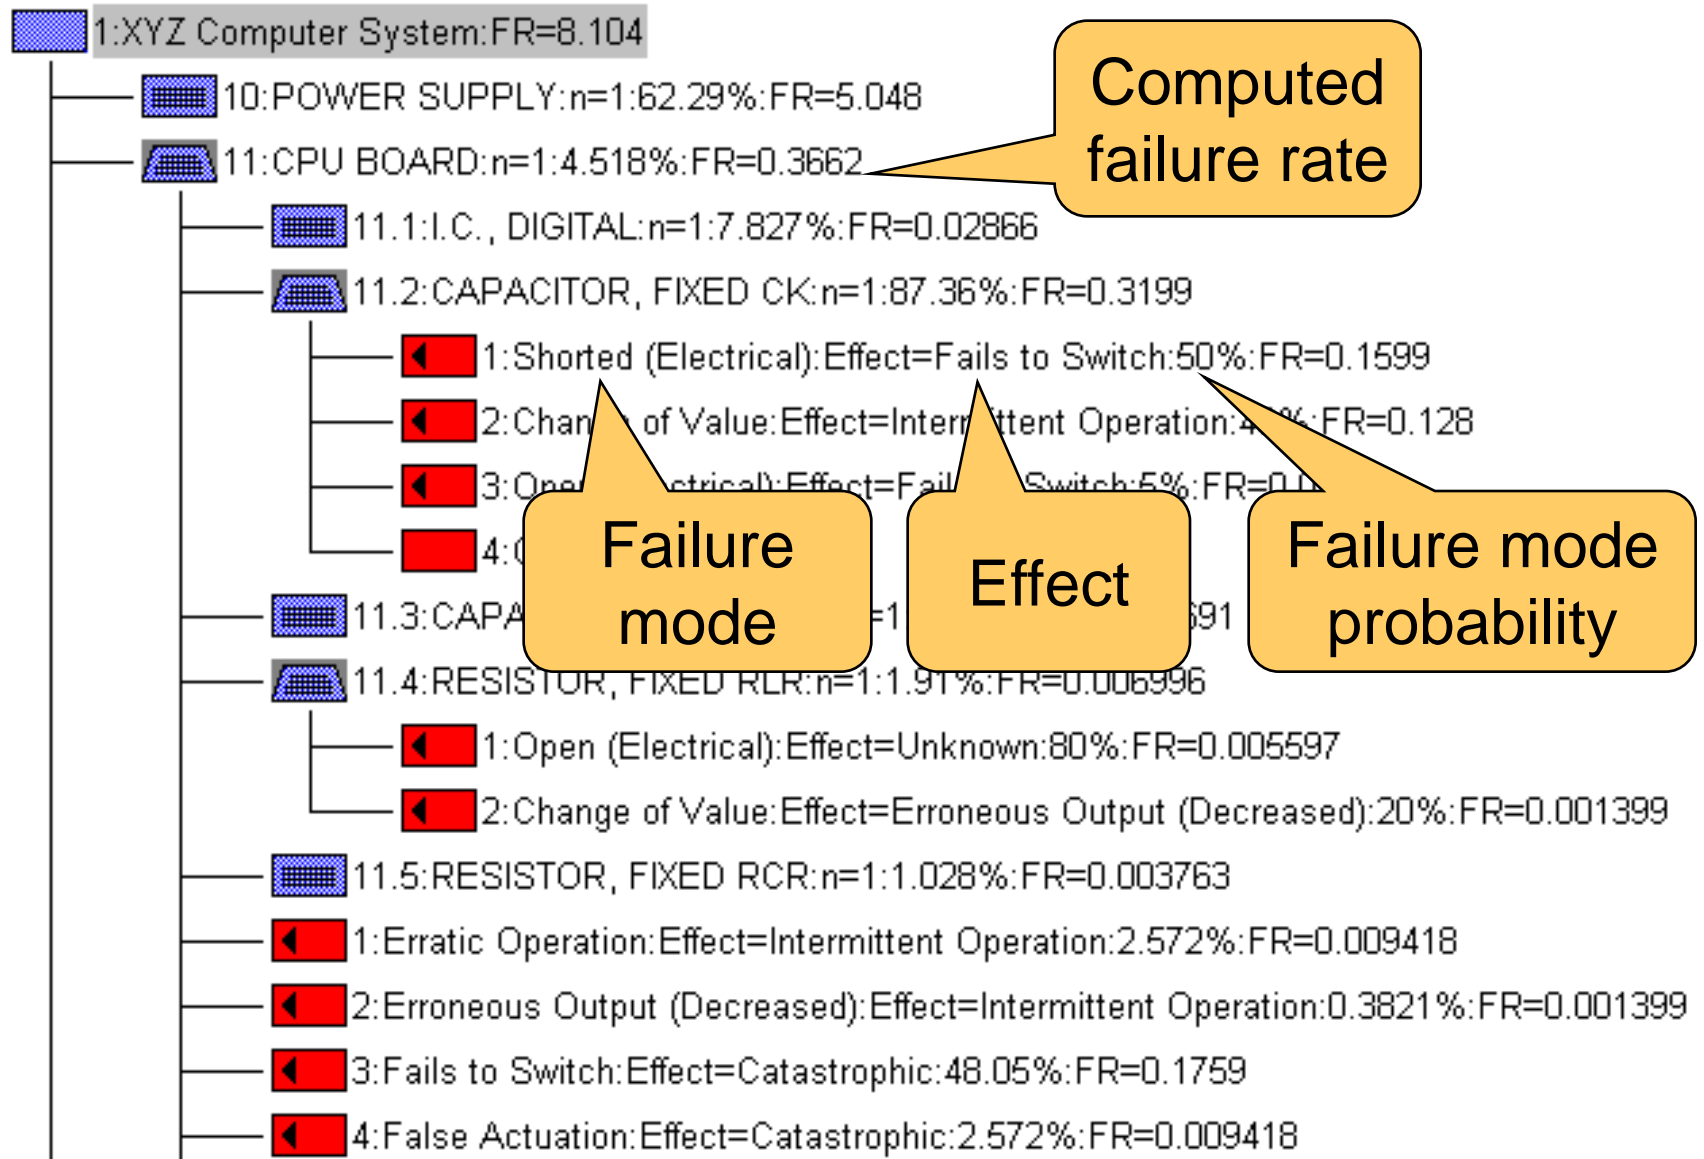 1:XYZ Computer System:FR=8.104
10:POWER SUPPLY:n=1:62.29%:FR=5.048
Computed
failure rate
11:CPU BOARD:n=1:4.518%:FR=0.3662
11.1:I.C., DIGITAL:n=1:7.827%:FR=0.02866
11.2:CAPACITOR, FIXED CK:n=1:87.36%:FR=0.3199
1:Shorted (Electrical):Effect=Fails to Switch:50%:FR=0.1599
2:Change of Value:Effect=Intermittent Operation: FR=0.128
Effect= Switch:5%:FR=
4:
Failure
mode
Effect
Failure mode
probability
11.3:
11.4:RESISTOR, FIXED RLR:n=1:1.91%:FR=0.006996
1:Open (Electrical):Effect=Unknown:80%:FR=0.005597
2:Change of Value:Effect=Erroneous Output (Decreased):20%:FR=0.001399
11.5:RESISTOR, FIXED RCR:n=1:1.028%:FR=0.003763
1:Erratic Operation:Effect=Intermittent Operation:2.572%:FR=0.009418
2:Erroneous Output (Decreased):Effect=Intermittent Operation:0.3821%:FR=0.001399
3:Fails to Switch:Effect=Catastrophic:48.05%:FR=0.1759
4:False Actuation:Effect=Catastrophic:2.572%:FR=0.009418